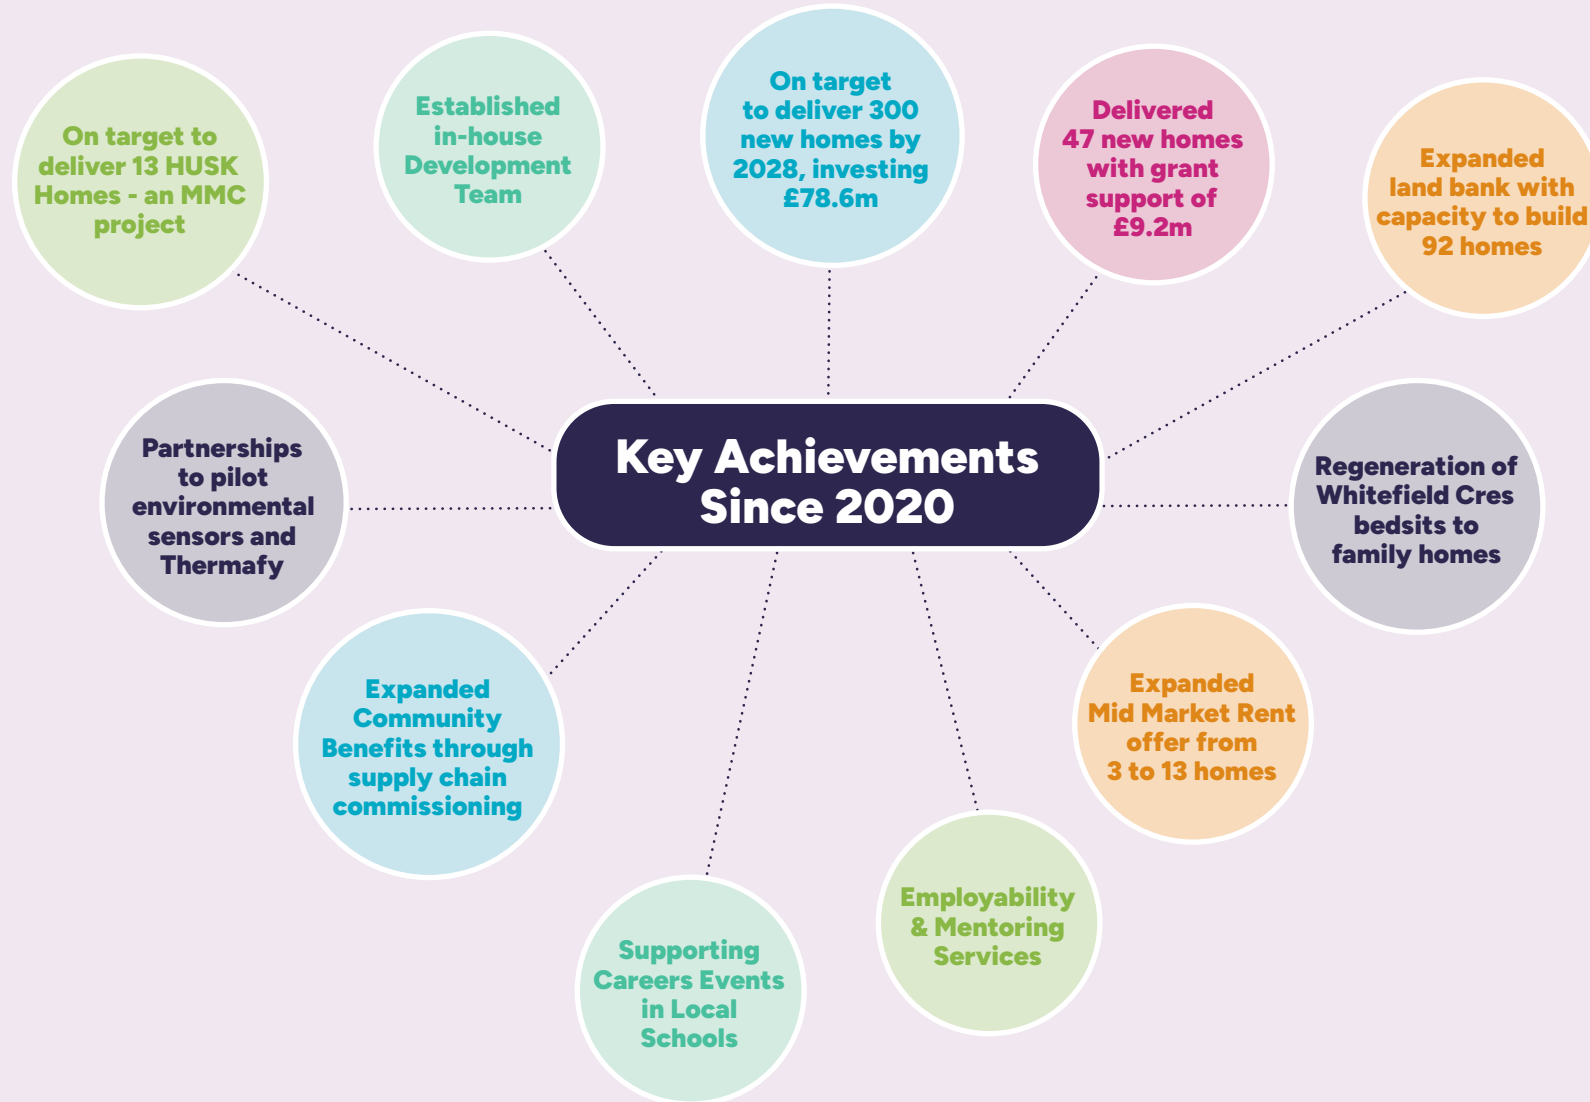 On target to
deliver 13 HUSK
Homes - an MMC
project
Established
in-house
Development
Team
On target
to deliver 300
new homes by
2028, investing
£78.6m
Delivered
47 new homes
with grant
support of
£9.2m
Expanded
land bank with
capacity to build
92 homes
Key Achievements
Since 2020
Partnerships
to pilot
environmental
sensors and
Thermafy
Regeneration of
Whitefield Cres
bedsits to
family homes
Expanded
Community
Benefits through
supply chain
commissioning
Expanded
Mid Market Rent
offer from
3 to 13 homes
Supporting
Careers Events
in Local
Schools
Employability
& Mentoring
Services